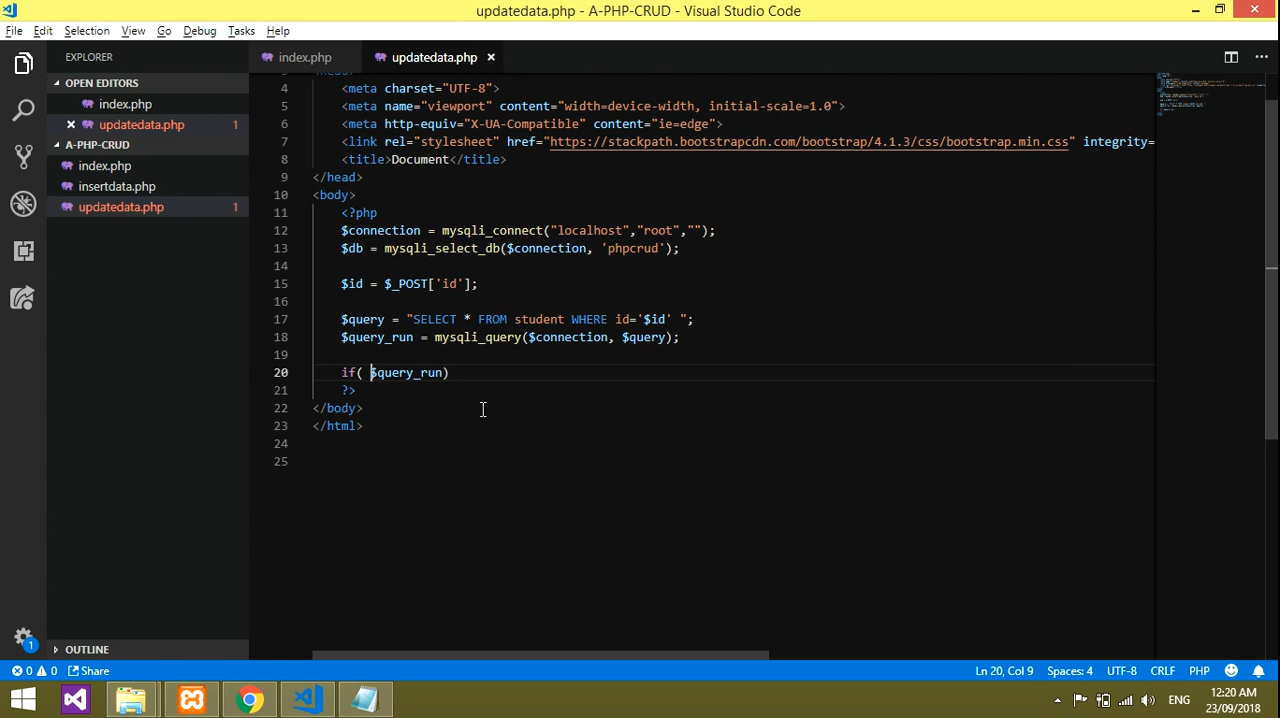 updatedata.php - A-PHP-CRUD - Visual Studio Code
File Edit Selection View Go Debug Tasks Help
EXPLORER
index.php
updatedata.php
OPEN EDITORS
index.php
updatedata.php 1
A-PHP-CRUD
index.php
insertdata.php
updatedata.php 1
OUTLINE
4 <meta charset="UTF-8">
5 <meta name="viewport" content="width=device-width, initial-scale=1.0">
6 <meta http-equiv="X-UA-Compatible" content="ie=edge">
7 <link rel="stylesheet" href="https://stackpath.bootstrapcdn.com/bootstrap/4.1.3/css/bootstrap.min.css" integrity=
8 <title>Document</title>
9 </head>
10 <body>
11 <?php
12 $connection = mysqli_connect("localhost","root","");
13 $db = mysqli_select_db($connection, 'phpcrud');
14
15 $id = $_POST['id'];
16
17 $query = "SELECT * FROM student WHERE id='$id' ";
18 $query_run = mysqli_query($connection, $query);
19
20 if( $query_run)
21 ?>
22 </body>
23 </html>
24
25
1
0 0 Share
Ln 20, Col 9 Spaces: 4 UTF-8 CRLF PHP
ENG
12:20 AM
23/09/2018